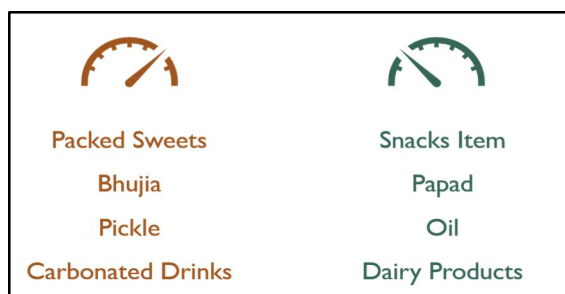 Packed Sweets
Bhujia
Pickle
Carbonated Drinks
Snacks Item
Papad
Oil
Dairy Products